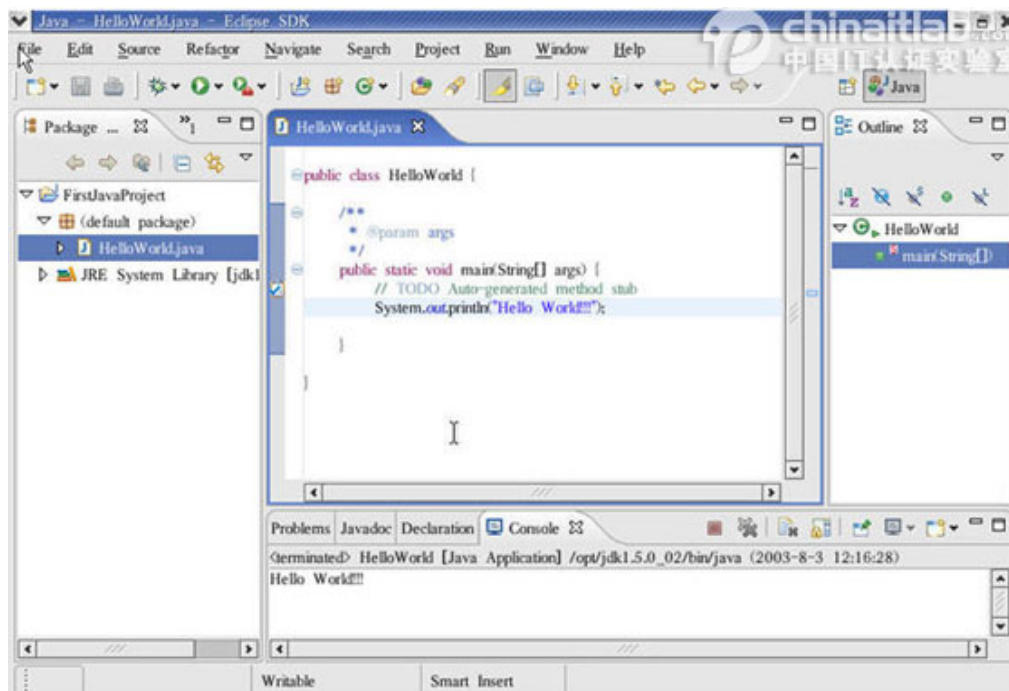 Java - HelloWorld.java - Eclipse SDK
chinaitlab
中国IT认证实验室
File Edit Source Refactor Navigate Search Project Run Window Help
Java
Package ...
HelloWorld.java
Outline
FirstJavaProject
(default package)
HelloWorld.java
JRE System Library [jdk1
public class HelloWorld {
/**
* @param args
*/
public static void main(String[] args) {
// TODO Auto-generated method stub
System.out.println("Hello World!!!");
}
}
HelloWorld
main(String[])
Problems Javadoc Declaration Console
<terminated> HelloWorld [Java Application] /opt/jdk1.5.0_02/bin/java (2003-8-3 12:16:28)
Hello World!!!
Writable Smart Insert